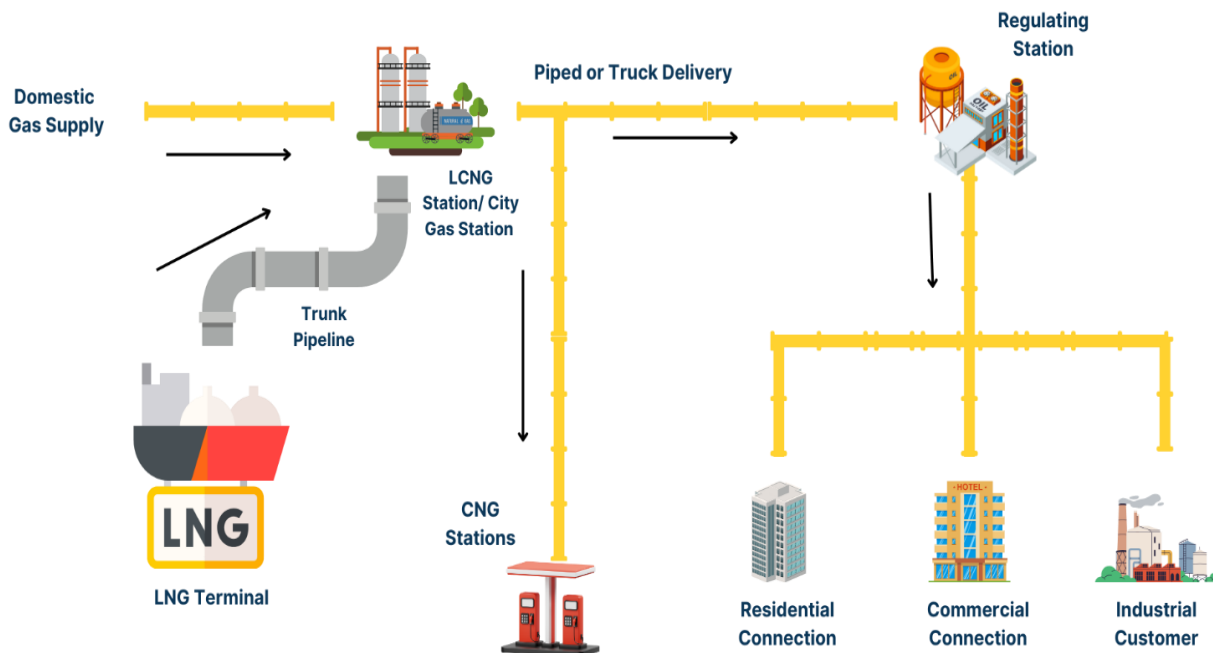 Regulating
Station
Piped or Truck Delivery
Domestic
Gas Supply
OIL
LCNG
Station/ City
Gas Station
Trunk
Pipeline
LNG
LNG Terminal
CNG
Stations
-HOTEL-
Residential
Connection
Commercial
Connection
Industrial
Customer